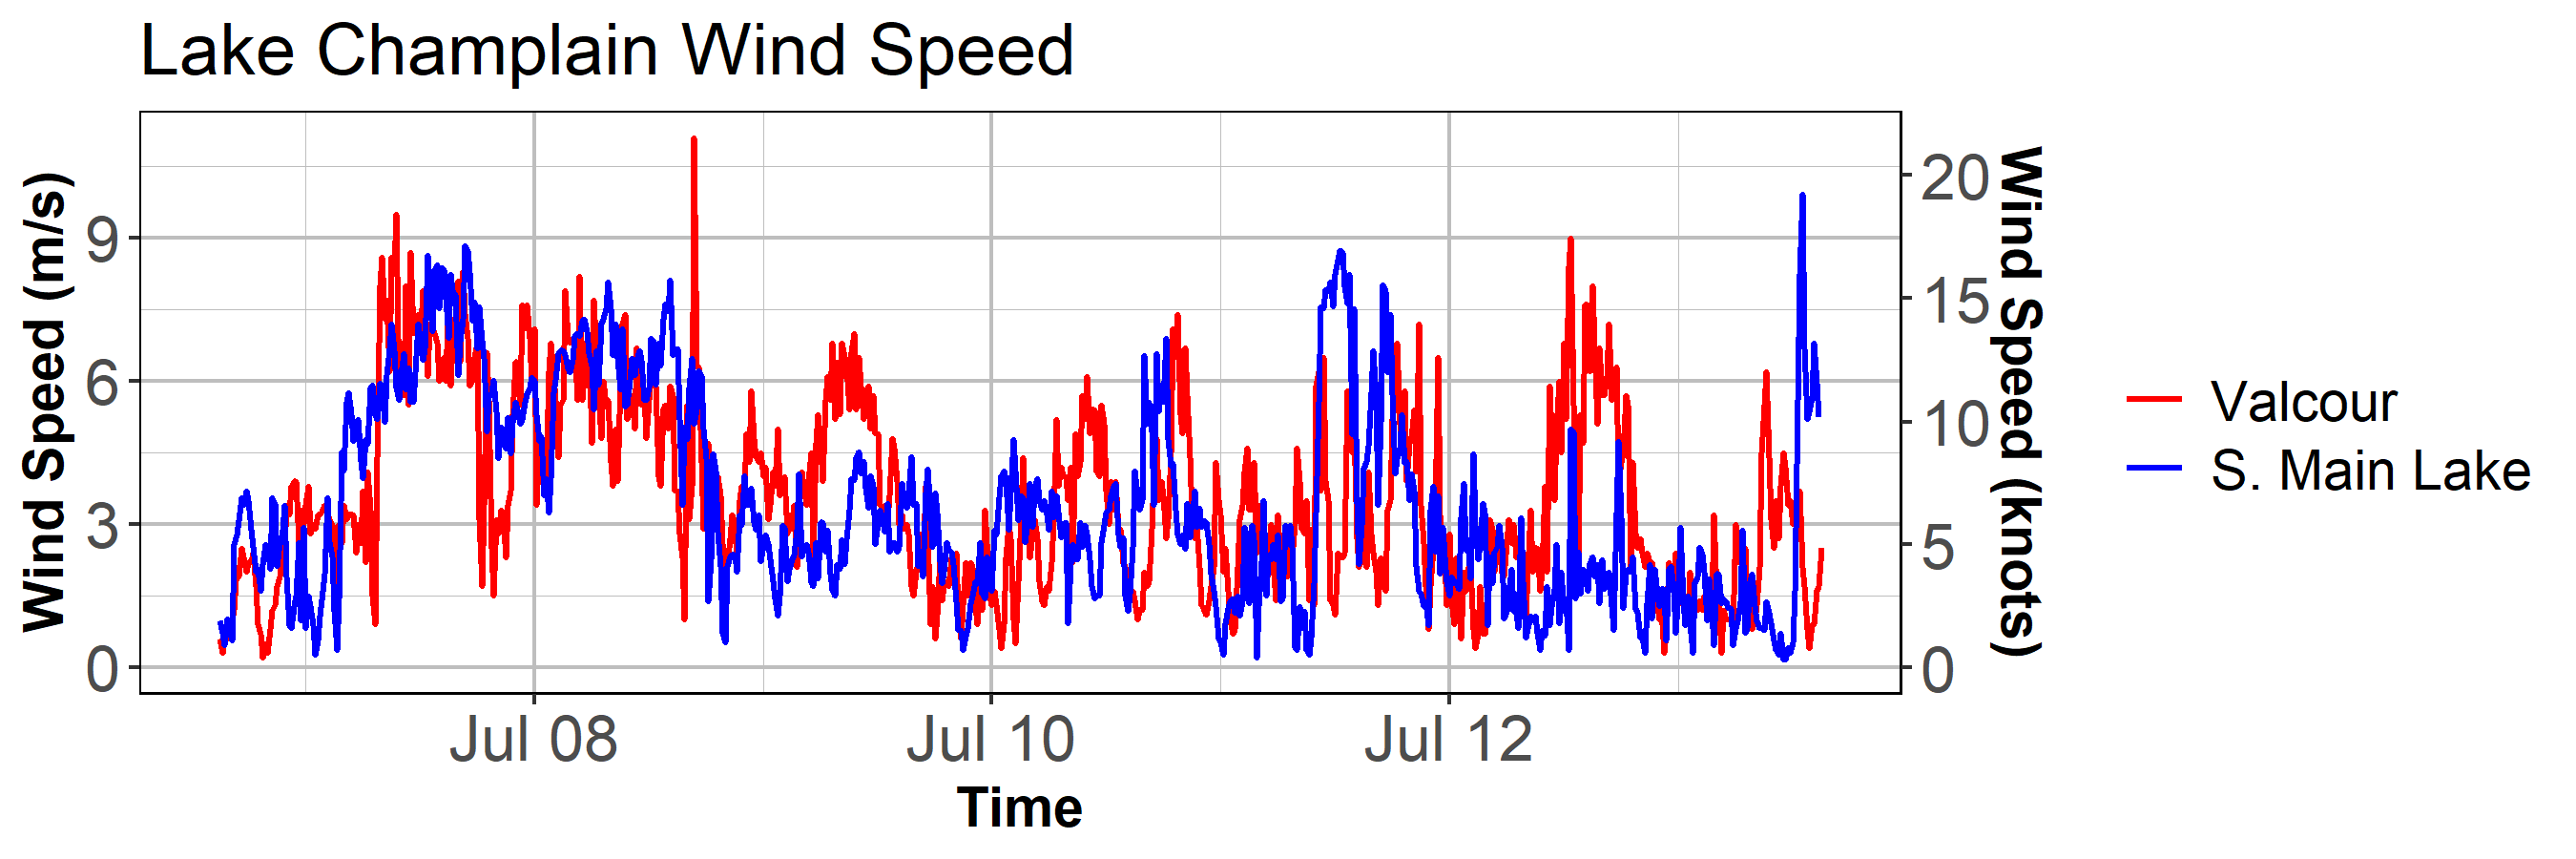 Lake Champlain Wind Speed
Wind Speed (m/s)
9
6
3
0
20
15
10
5
0
Wind Speed (knots)
Jul 08
Jul 10
Jul 12
Time
Valcour
S. Main Lake